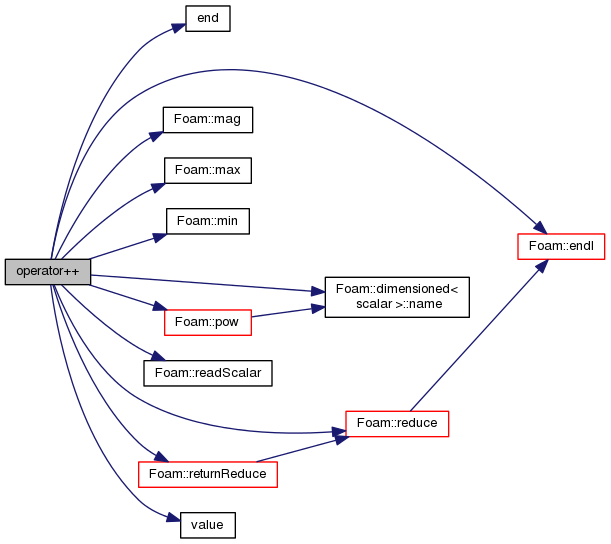 end
Foam::mag
Foam::max
Foam::min
Foam::endl
operator++
Foam::dimensioned<
scalar >::name
Foam::pow
Foam::readScalar
Foam::reduce
Foam::returnReduce
value